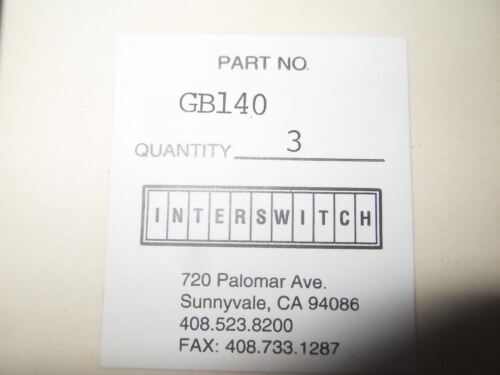 PART NO.
GB140
QUANTITY 3
INTERSWITCH
720 Palomar Ave.
Sunnyvale, CA 94086
408.523.8200
FAX: 408.733.1287